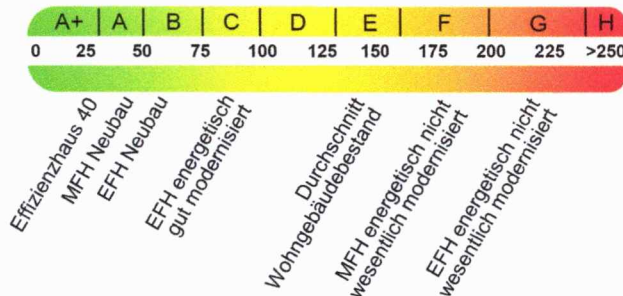 A+ | A | B | C | D | E | F | G | H
0 25 50 75 100 125 150 175 200 225 >250
Effizienzhaus 40
MFH Neubau
EFH Neubau
EFH energetisch
gut modernisiert
Durchschnitt
Wohngebäudebestand
MFH energetisch nicht
wesentlich modernisiert
EFH energetisch nicht
wesentlich modernisiert